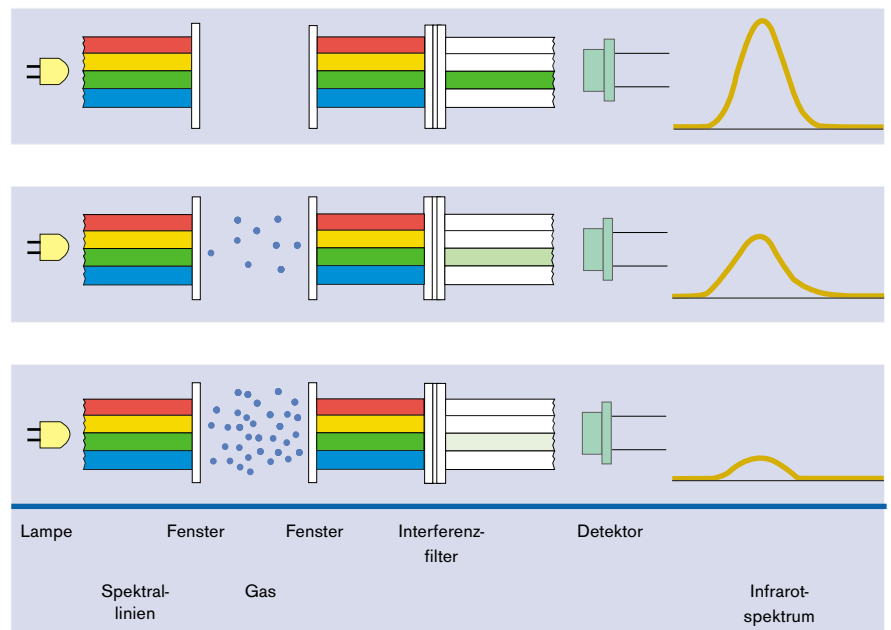 Lampe
Fenster
Fenster
Interferenz-
filter
Detektor
Spektral-
linien
Gas
Infrarot-
spektrum